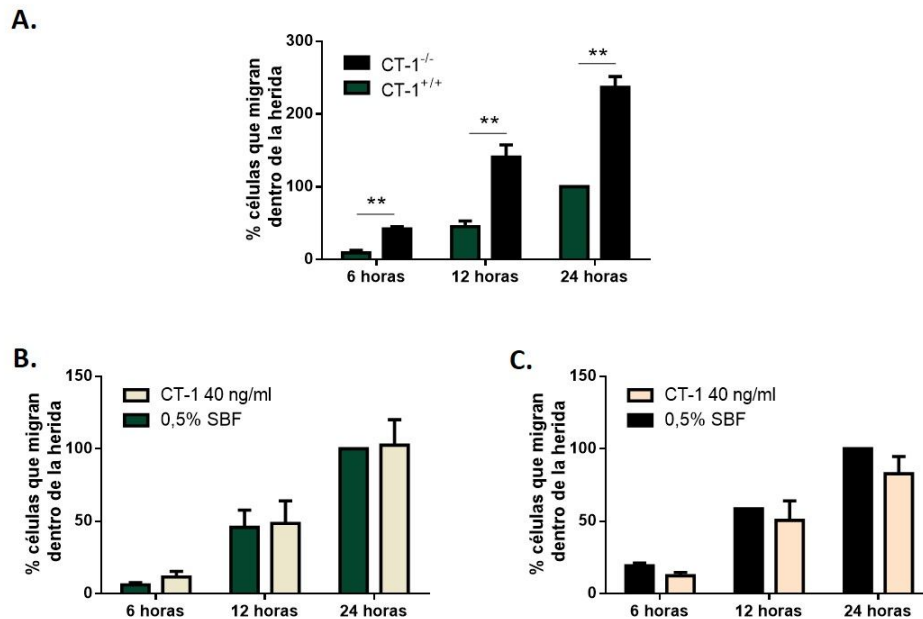 A.
% células que migran
dentro de la herida
300
200
100
0
CT-1-/-
CT-1+/+
**
**
**
6 horas
12 horas
24 horas
B.
% células que migran
dentro de la herida
150
100
50
0
CT-1 40 ng/ml
0,5% SBF
6 horas
12 horas
24 horas
C.
% células que migran
dentro de la herida
150
100
50
0
CT-1 40 ng/ml
0,5% SBF
6 horas
12 horas
24 horas